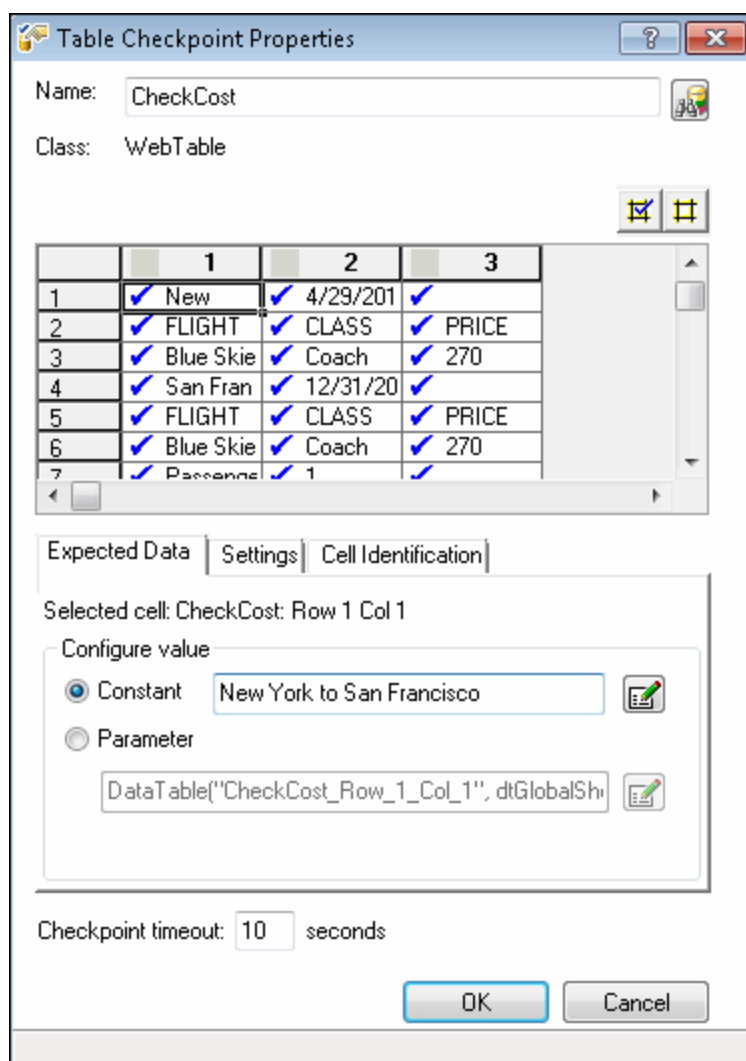 Table Checkpoint Properties
Name: CheckCost
Class: WebTable
1 2 3
1 New 4/29/201
2 FLIGHT CLASS PRICE
3 Blue Skie Coach 270
4 San Fran 12/31/20
5 FLIGHT CLASS PRICE
6 Blue Skie Coach 270
7 Passenge 1
Expected Data Settings Cell Identification
Selected cell: CheckCost: Row 1 Col 1
Configure value
Constant New York to San Francisco
Parameter
DataTable("CheckCost_Row_1_Col_1", dtGlobalShe
Checkpoint timeout: 10 seconds
OK Cancel